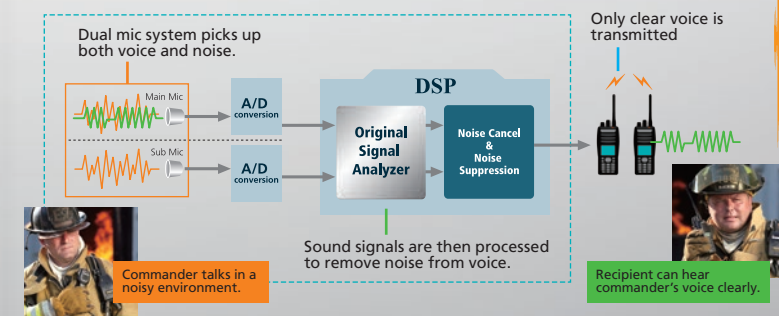 Dual mic system picks up
both voice and noise.
Only clear voice is
transmitted
Main Mic
A/D
conversion
DSP
Original
Signal
Analyzer
Noise Cancel
&
Noise
Suppression
Sub Mic
A/D
conversion
Sound signals are then processed
to remove noise from voice.
Commander talks in a
noisy environment.
Recipient can hear
commander's voice clearly.